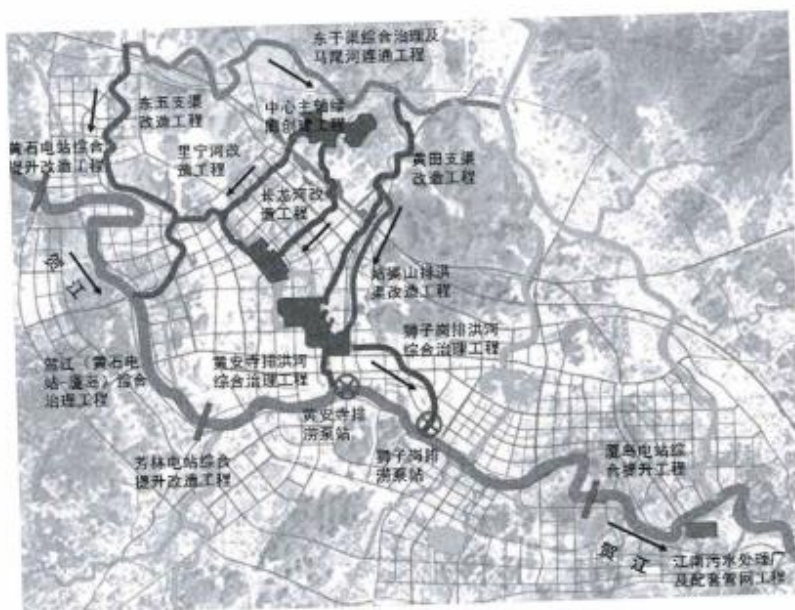 东干渠综合治理及
马尾河连通工程
东五支渠
改造工程
中心主轴绿
廊创建工程
黄石电站综合
提升改造工程
里宁河改
造工程
黄田支渠
改造工程
长龙河改
造工程
贺江
站狮山排洪
渠改造工程
狮子岗排洪河
综合治理工程
贺江（黄石电
站-厦岛）综合
治理工程
黄安寺排洪河
综合治理工程
黄安寺排
涝泵站
狮子岗排
涝泵站
芳林电站综合
提升改造工程
厦岛电站综
合提升工程
贺江
江南污水处理厂
及配套管网工程